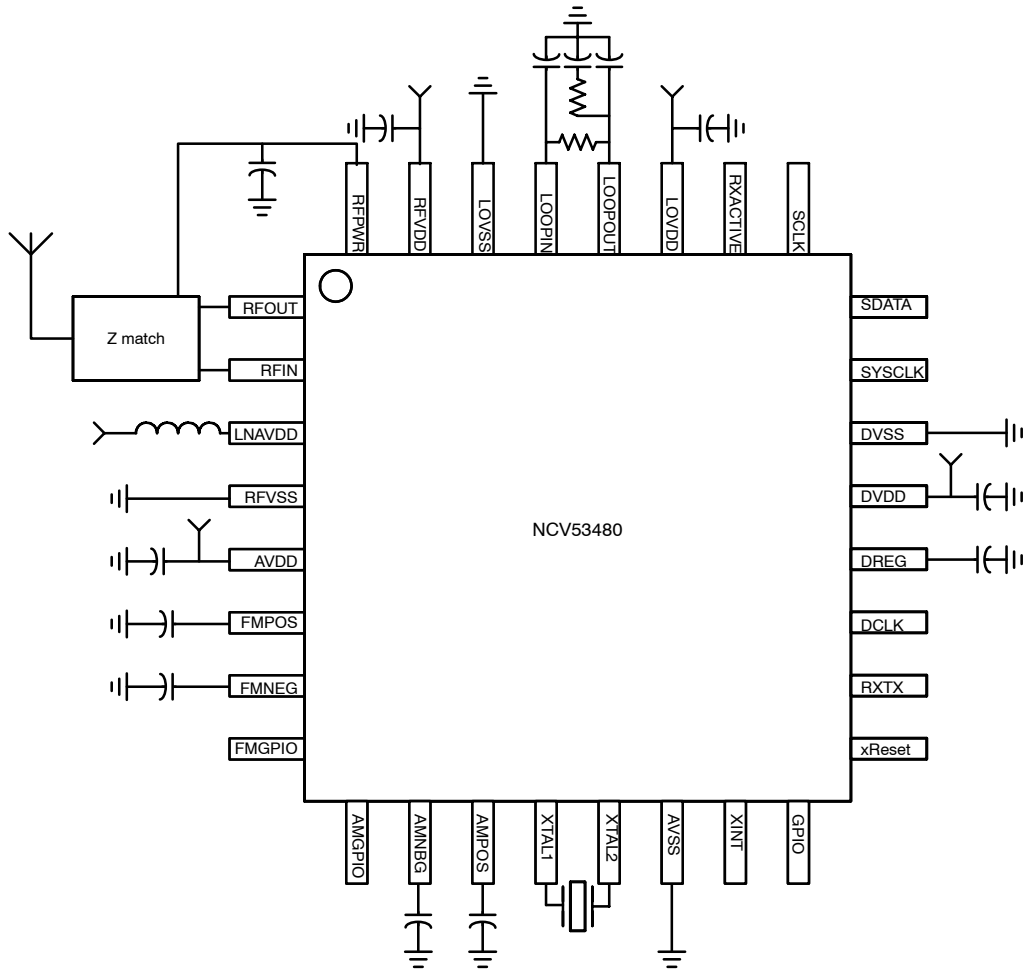 RFPWR
RFVDD
LOVSS
LOOPIN
LOOPOUT
LOVDD
RXACTIVE
SCLK
RFOUT
SDATA
Z match
RFIN
SYSCLK
LNAVDD
DVSS
RFVSS
DVDD
NCV53480
AVDD
DREG
FMPOS
DCLK
FMNEG
RXTX
FMGPIO
xReset
AMGPIO
AMNBG
AMPOS
XTAL1
XTAL2
AVSS
XINT
GPIO